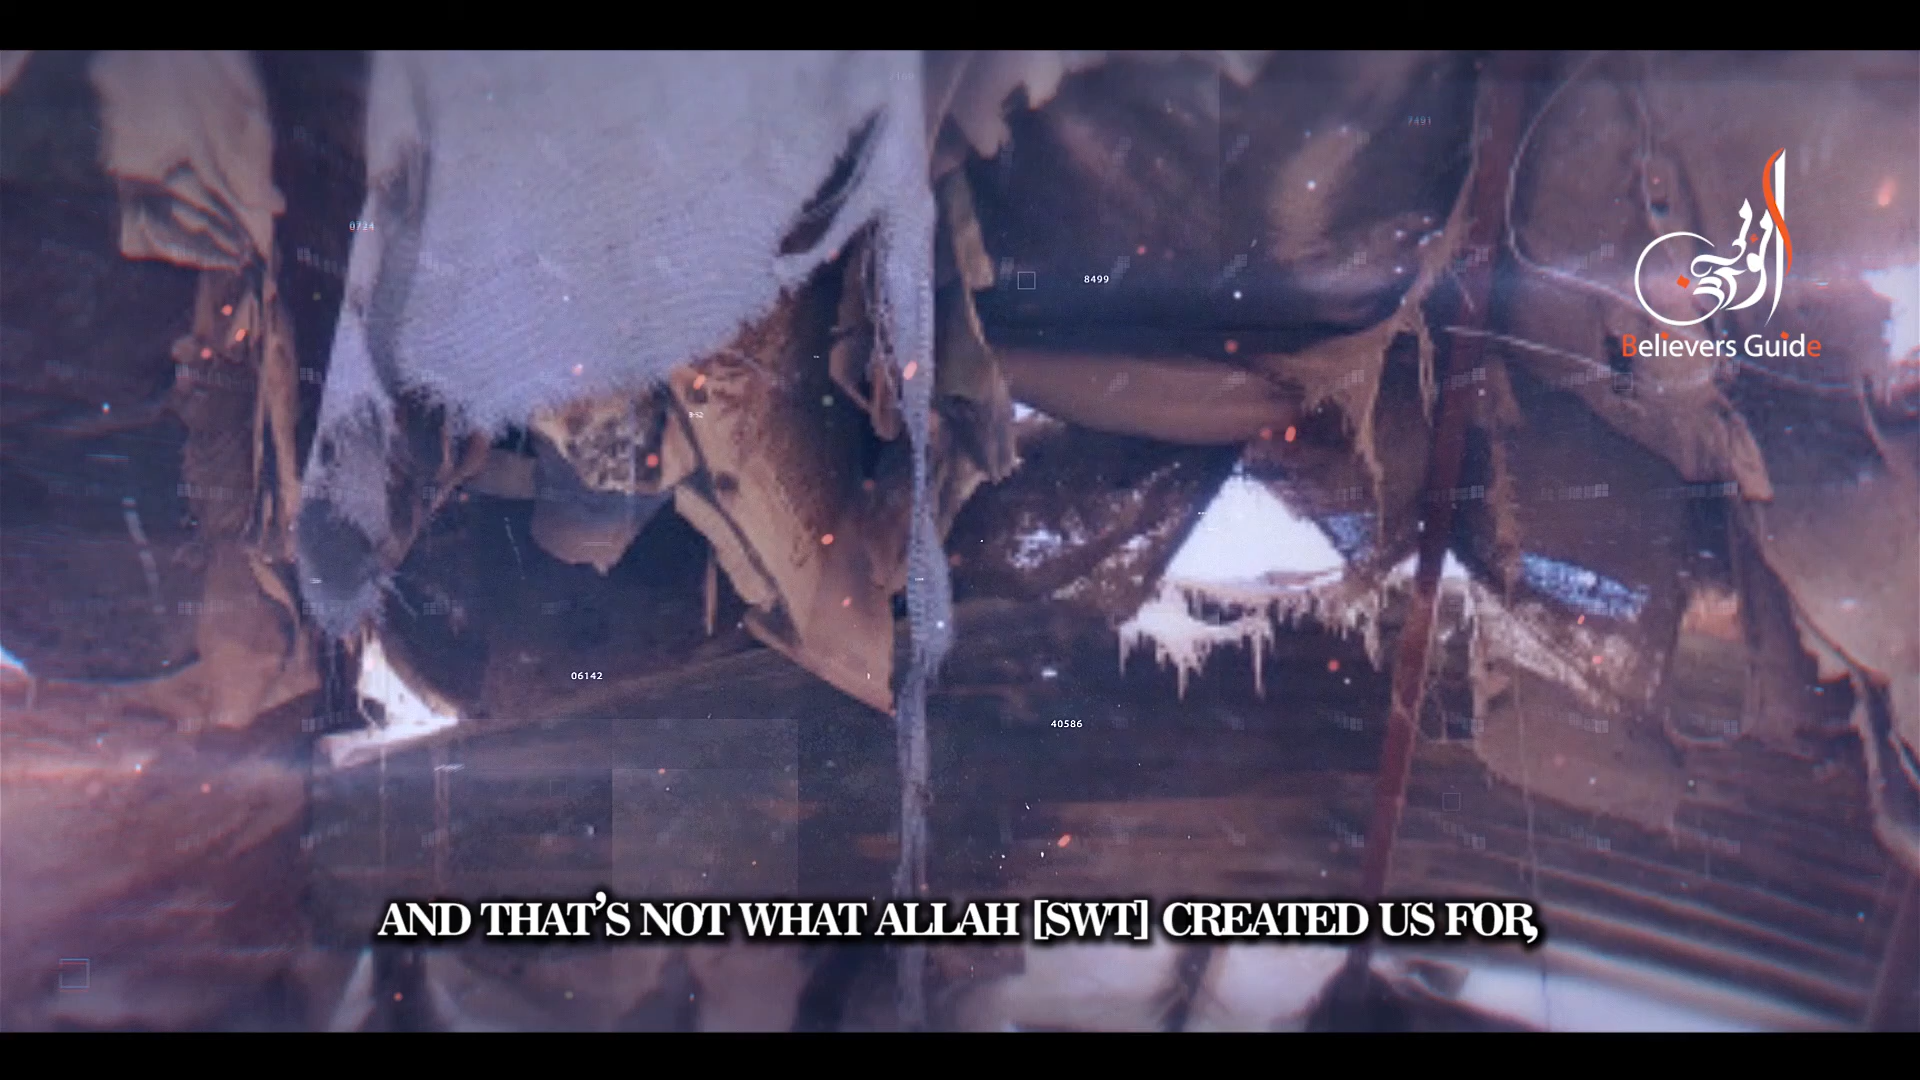 7491
0724
8499
Believers Guide
06142
40586
AND THAT'S NOT WHAT ALLAH [SWT] CREATED US FOR,